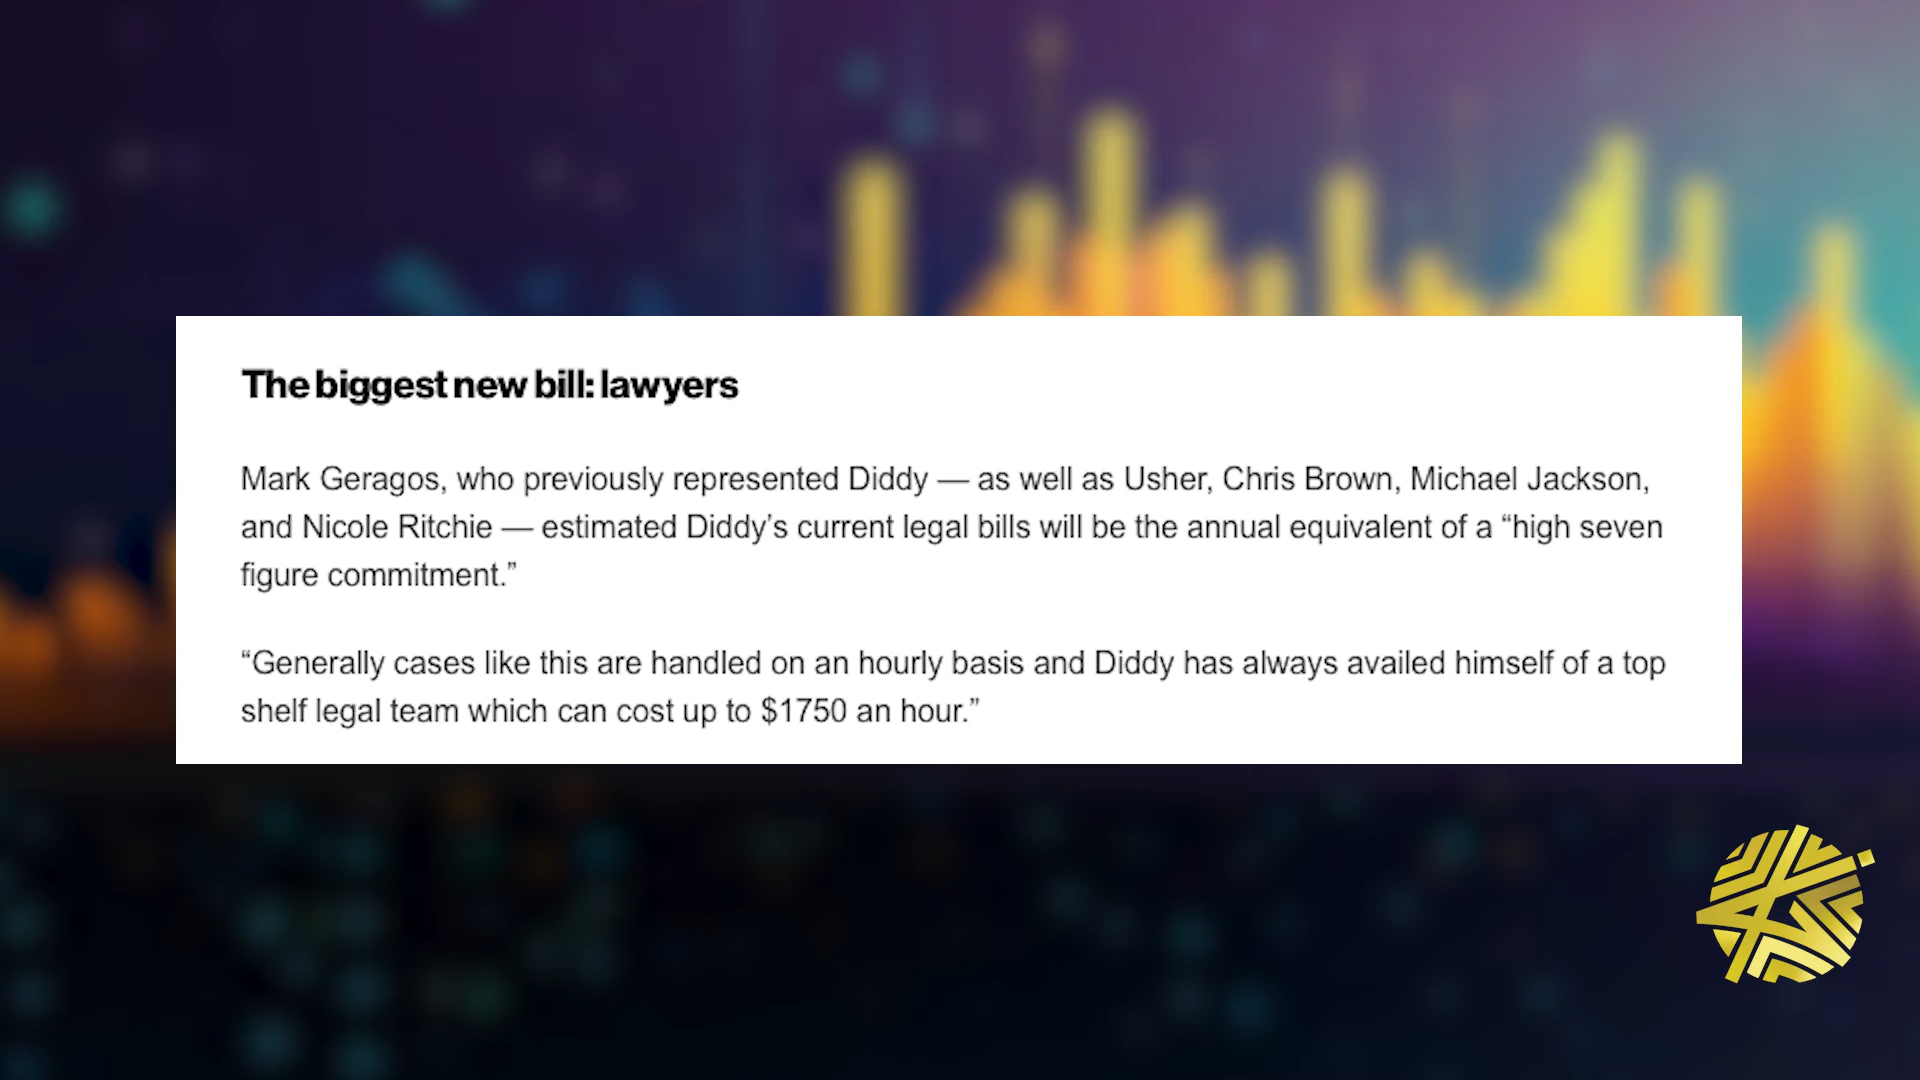 The biggest new bill: lawyers
Mark Geragos, who previously represented Diddy — as well as Usher, Chris Brown, Michael Jackson,
and Nicole Ritchie — estimated Diddy’s current legal bills will be the annual equivalent of a “high seven
figure commitment.”
“Generally cases like this are handled on an hourly basis and Diddy has always availed himself of a top
shelf legal team which can cost up to $1750 an hour.”